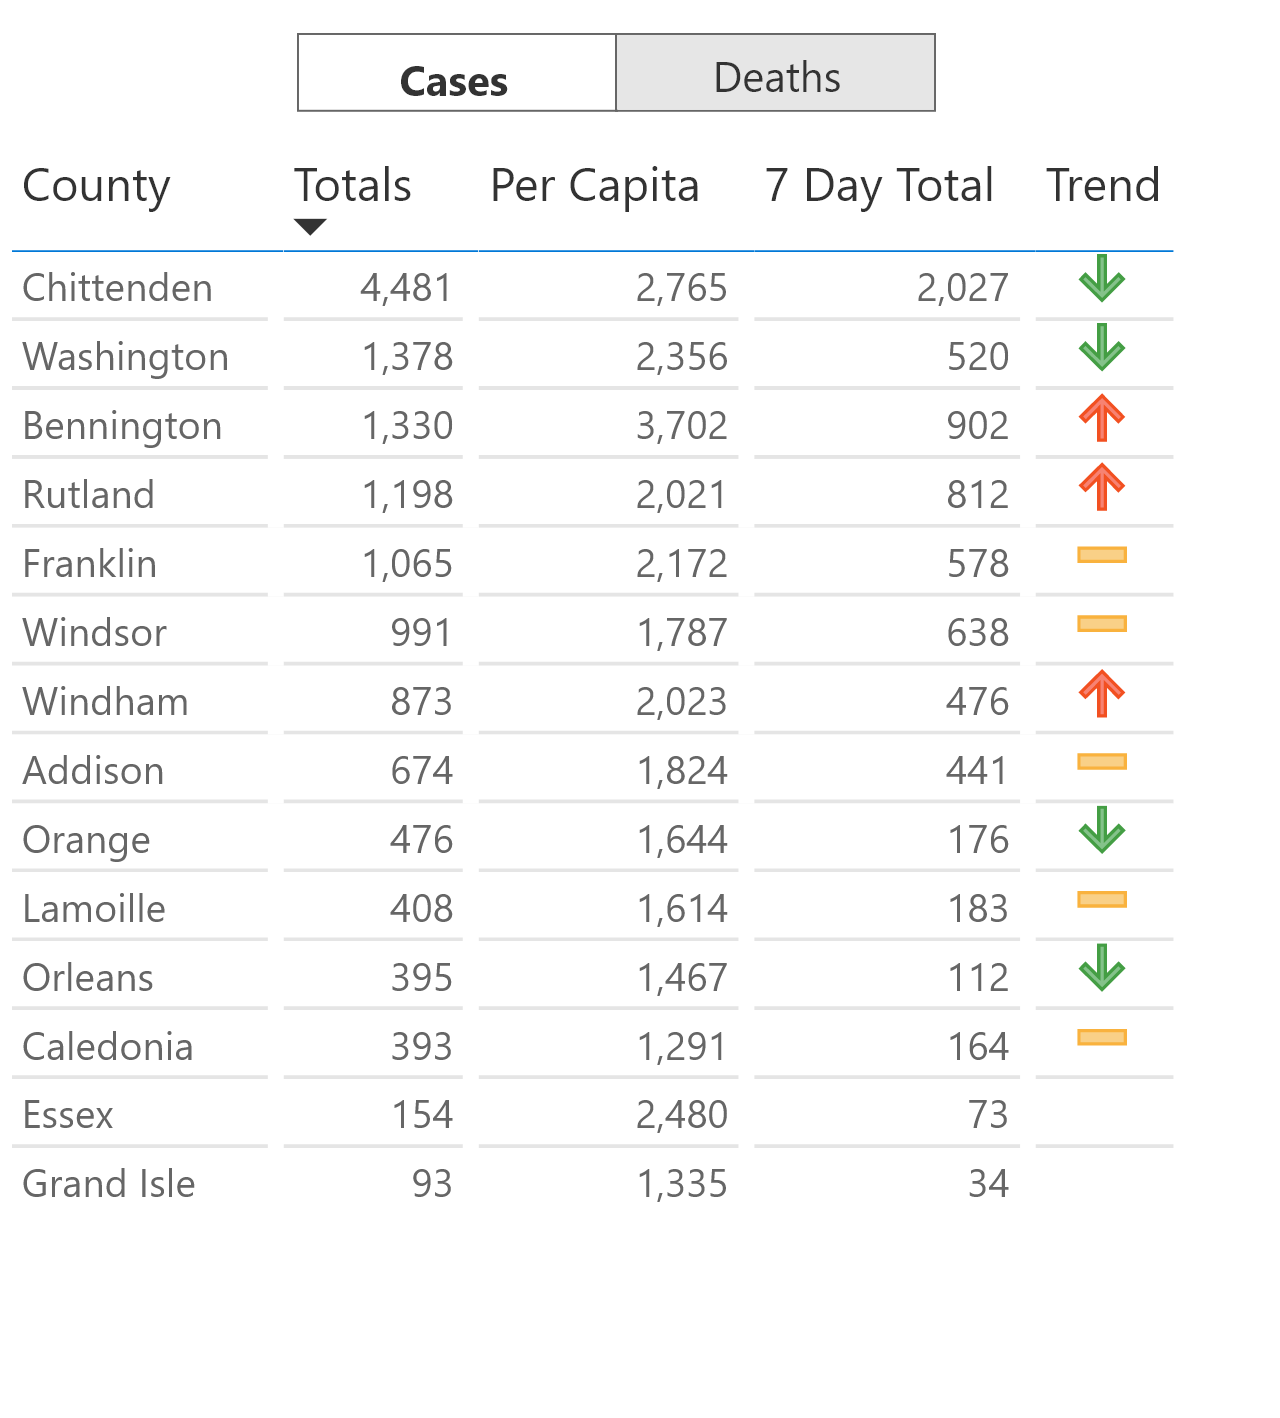 Cases Deaths
County Totals Per Capita 7 Day Total Trend
Chittenden 4,481 2,765 2,027
Washington 1,378 2,356 520
Bennington 1,330 3,702 902
Rutland 1,198 2,021 812
Franklin 1,065 2,172 578
Windsor 991 1,787 638
Windham 873 2,023 476
Addison 674 1,824 441
Orange 476 1,644 176
Lamoille 408 1,614 183
Orleans 395 1,467 112
Caledonia 393 1,291 164
Essex 154 2,480 73
Grand Isle 93 1,335 34